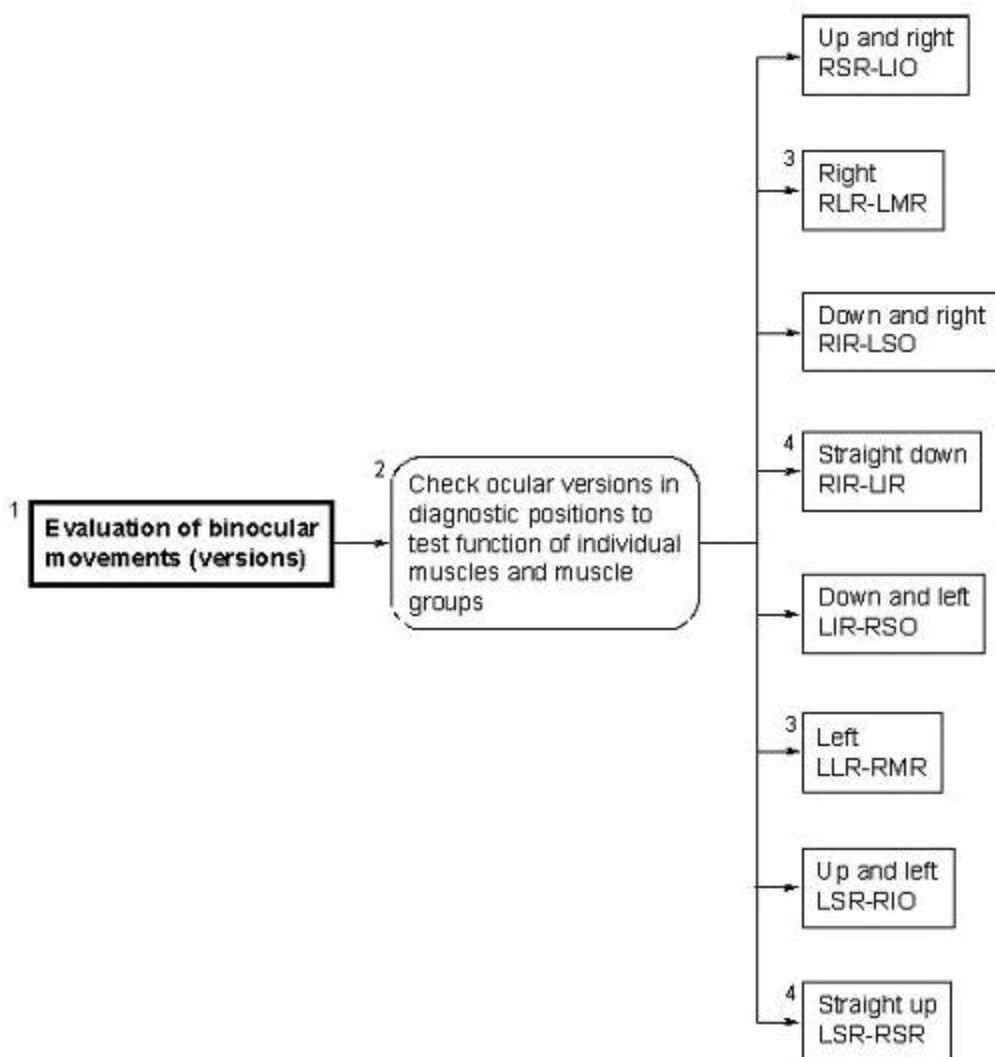 Up and right
RSR-LIO
3
Right
RLR-LMR
Down and right
RIR-LSO
4
Straight down
RIR-LIR
1
Evaluation of binocular
movements (versions)
2
Check ocular versions in
diagnostic positions to
test function of individual
muscles and muscle
groups
Down and left
LIR-RSO
3
Left
LLR-RMR
Up and left
LSR-RIO
4
Straight up
LSR-RSR